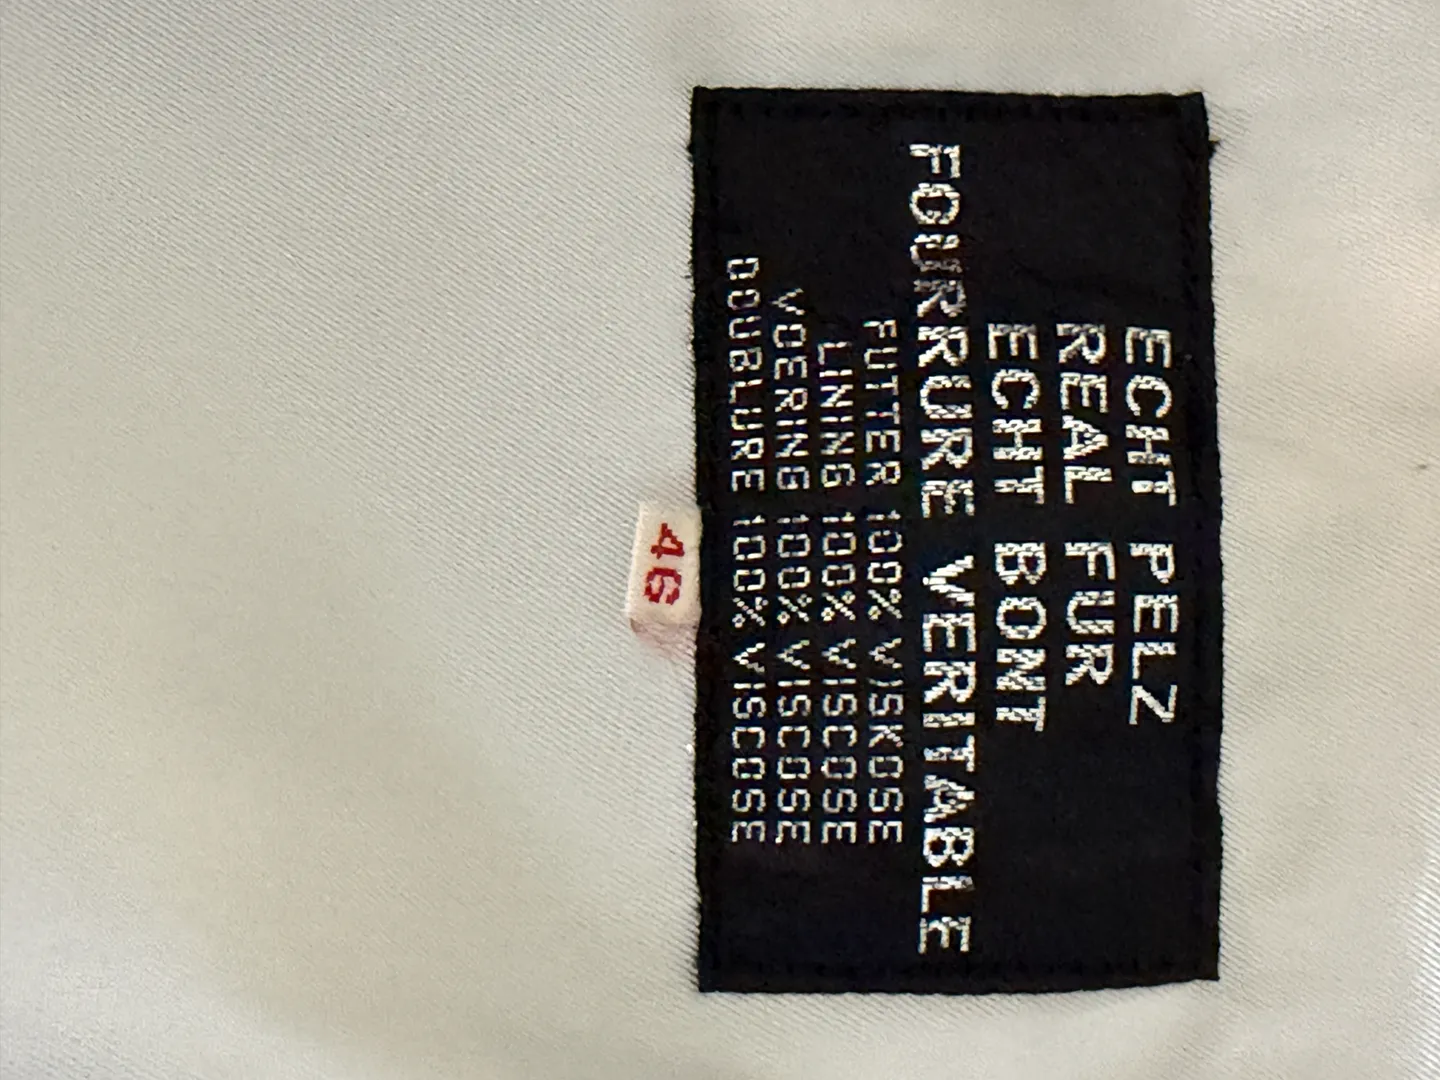 ECHT PELZ
REAL FUR
ECHT BONT
FOURRURE VERITABLE
FUTTER 100% VISKOSE
LINING 100% VISCOSE
VOERING 100% VISCOSE
DOUBLURE 100% VISCOSE
46